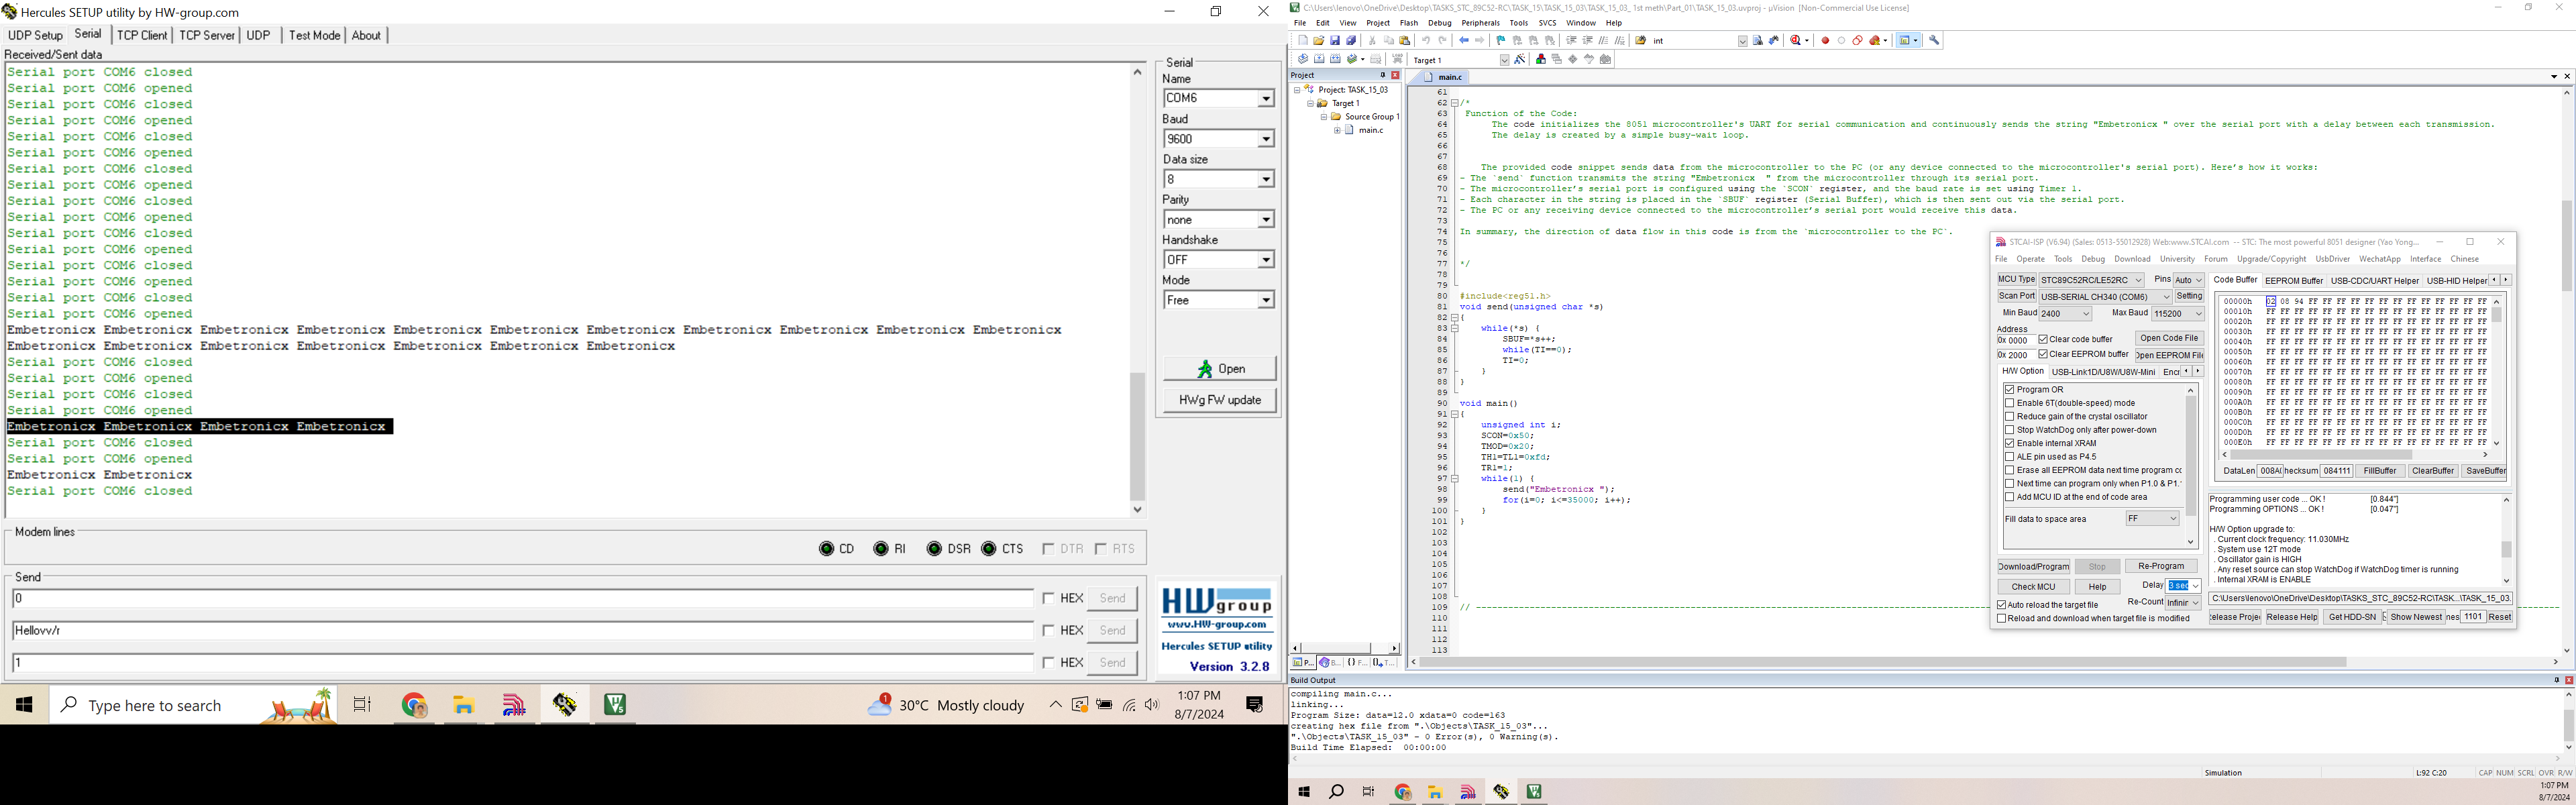 Hercules SETUP utility by HW-group.com
UDP Setup Serial TCP Client TCP Server UDP Test Mode About
Received/Sent data
Serial port COM6 closed
Serial port COM6 opened
Serial port COM6 closed
Serial port COM6 opened
Serial port COM6 closed
Serial port COM6 opened
Serial port COM6 closed
Serial port COM6 opened
Serial port COM6 closed
Serial port COM6 opened
Serial port COM6 closed
Serial port COM6 opened
Serial port COM6 closed
Serial port COM6 opened
Serial port COM6 closed
Serial port COM6 opened
Embetronicx Embetronicx Embetronicx Embetronicx Embetronicx Embetronicx Embetronicx Embetronicx Embetronicx Embetronicx Embetronicx
Embetronicx Embetronicx Embetronicx Embetronicx Embetronicx Embetronicx Embetronicx
Serial port COM6 closed
Serial port COM6 opened
Serial port COM6 closed
Serial port COM6 opened
Embetronicx Embetronicx Embetronicx Embetronicx
Serial port COM6 closed
Serial port COM6 opened
Embetronicx Embetronicx
Serial port COM6 closed
Serial
Name
COM6
Baud
9600
Data size
8
Parity
none
Handshake
OFF
Mode
Free
Open
HWg FW update
Modem lines
CD RI DSR CTS DTR RTS
Send
0 HEX Send
Hellovv/r HEX Send
1 HEX Send
HWgroup
www.HW-group.com
Hercules SETUP utility
Version 3.2.8
Type here to search
1
30°C Mostly cloudy
1:07 PM
8/7/2024
C:\Users\lenovo\OneDrive\Desktop\TASKS_STC_89C52-RC\TASK_15\TASK_15_03\TASK_15_03_ 1st meth\Part_01\TASK_15_03.uvproj - µVision [Non-Commercial Use License]
File Edit View Project Flash Debug Peripherals Tools SVCS Window Help
int
Target 1
Project
Project: TASK_15_03
Target 1
Source Group 1
main.c
main.c
61
62 /*
63 Function of the Code:
64 The code initializes the 8051 microcontroller's UART for serial communication and continuously sends the string "Embetronicx " over the serial port with a delay between each transmission.
65 The delay is created by a simple busy-wait loop.
66
67
68 The provided code snippet sends data from the microcontroller to the PC (or any device connected to the microcontroller's serial port). Here's how it works:
69 - The `send` function transmits the string "Embetronicx  " from the microcontroller through its serial port.
70 - The microcontroller's serial port is configured using the `SCON` register, and the baud rate is set using Timer 1.
71 - Each character in the string is placed in the `SBUF` register (Serial Buffer), which is then sent out via the serial port.
72 - The PC or any receiving device connected to the microcontroller's serial port would receive this data.
73
74 In summary, the direction of data flow in this code is from the `microcontroller to the PC`.
75
76
77 */
78
79
80 #include<reg51.h>
81 void send(unsigned char *s)
82 {
83 while(*s) {
84 SBUF=*s++;
85 while(TI==0);
86 TI=0;
87 }
88 }
89
90 void main()
91 {
92 unsigned int i;
93 SCON=0x50;
94 TMOD=0x20;
95 TH1=TL1=0xfd;
96 TR1=1;
97 while(1) {
98 send("Embetronicx ");
99 for(i=0; i<=35000; i++);
100 }
101 }
102
103
104
105
106
107
108
109 // ----------
110
111
112
113
P... B... {} F... 0→ T...
STCAI-ISP (V6.94) (Sales: 0513-55012928) Web:www.STCAI.com -- STC: The most powerful 8051 designer (Yao Yong...
File Operate Tools Debug Download University Forum Upgrade/Copyright UsbDriver WechatApp Interface Chinese
MCU Type STC89C52RC/LE52RC Pins Auto
Scan Port USB-SERIAL CH340 (COM6) Setting
Min Baud 2400 Max Baud 115200
Address
0x 0000 Clear code buffer Open Code File
0x 2000 Clear EEPROM buffer Open EEPROM File
H/W Option USB-Link1D/U8W/U8W-Mini Encr
Program OR
Enable 6T(double-speed) mode
Reduce gain of the crystal oscillator
Stop WatchDog only after power-down
Enable internal XRAM
ALE pin used as P4.5
Erase all EEPROM data next time program cc
Next time can program only when P1.0 & P1.
Add MCU ID at the end of code area
Fill data to space area FF
Download/Program Stop Re-Program
Check MCU Help Delay 3 sec
Auto reload the target file Re-Count Infinir
Reload and download when target file is modified
Code Buffer EEPROM Buffer USB-CDC/UART Helper USB-HID Helper
00000h 02 08 94 FF FF FF FF FF FF FF FF FF FF FF FF FF
00010h FF FF FF FF FF FF FF FF FF FF FF FF FF FF FF FF
00020h FF FF FF FF FF FF FF FF FF FF FF FF FF FF FF FF
00030h FF FF FF FF FF FF FF FF FF FF FF FF FF FF FF FF
00040h FF FF FF FF FF FF FF FF FF FF FF FF FF FF FF FF
00050h FF FF FF FF FF FF FF FF FF FF FF FF FF FF FF FF
00060h FF FF FF FF FF FF FF FF FF FF FF FF FF FF FF FF
00070h FF FF FF FF FF FF FF FF FF FF FF FF FF FF FF FF
00080h FF FF FF FF FF FF FF FF FF FF FF FF FF FF FF FF
00090h FF FF FF FF FF FF FF FF FF FF FF FF FF FF FF FF
000A0h FF FF FF FF FF FF FF FF FF FF FF FF FF FF FF FF
000B0h FF FF FF FF FF FF FF FF FF FF FF FF FF FF FF FF
000C0h FF FF FF FF FF FF FF FF FF FF FF FF FF FF FF FF
000D0h FF FF FF FF FF FF FF FF FF FF FF FF FF FF FF FF
000E0h FF FF FF FF FF FF FF FF FF FF FF FF FF FF FF FF
DataLen 008A( hecksum 084111 FillBuffer ClearBuffer SaveBuffer
Programming user code ... OK ! [0.844"]
Programming OPTIONS ... OK ! [0.047"]
H/W Option upgrade to:
. Current clock frequency: 11.030MHz
. System use 12T mode
. Oscillator gain is HIGH
. Any reset source can stop WatchDog if WatchDog timer is running
. Internal XRAM is ENABLE
C:\Users\lenovo\OneDrive\Desktop\TASKS_STC_89C52-RC\TASK...\TASK_15_03.
elease Projec Release Help Get HDD-SN Show Newest nes 1101 Reset
Build Output
compiling main.c...
linking...
Program Size: data=12.0 xdata=0 code=163
creating hex file from ".\Objects\TASK_15_03"...
".\Objects\TASK_15_03" - 0 Error(s), 0 Warning(s).
Build Time Elapsed: 00:00:00
Simulation L:92 C:20 CAP NUM SCRL OVR R/W
1:07 PM
8/7/2024